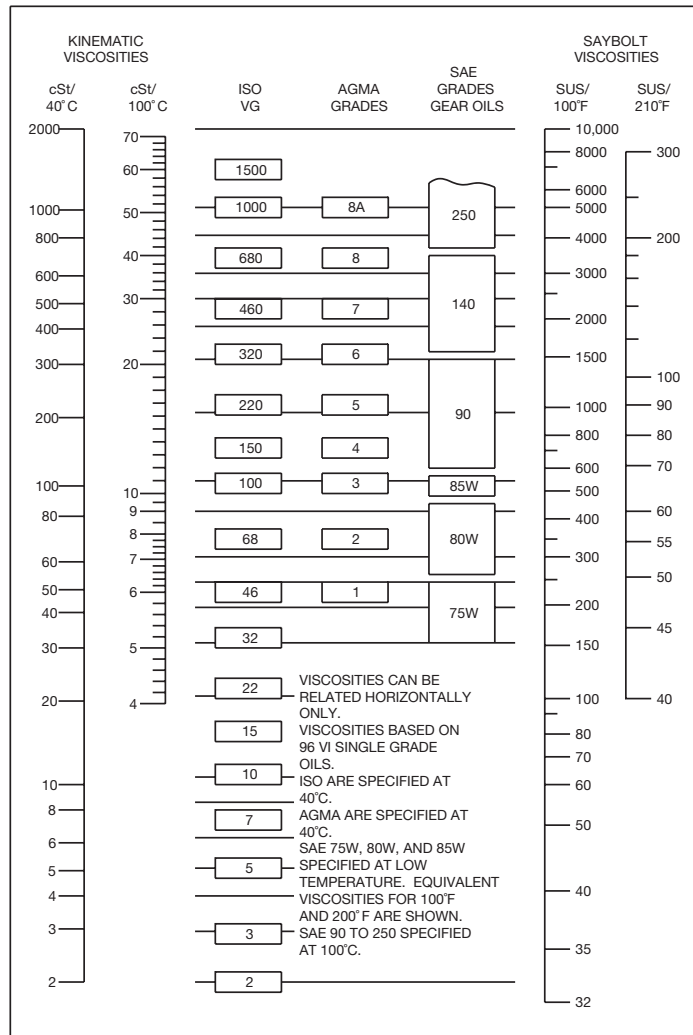 KINEMATIC
VISCOSITIES
SAYBOLT
VISCOSITIES
cSt/
40°C
cSt/
100°C
ISO
VG
AGMA
GRADES
SAE
GRADES
GEAR OILS
SUS/
100°F
SUS/
210°F
2000
1000
800
600
500
400
300
200
100
80
60
50
40
30
20
10
8
6
5
4
3
2
70
60
50
40
30
20
10
9
8
7
6
5
4
1500
1000
680
460
320
220
150
100
68
46
32
22
15
10
7
5
3
2
8A
8
7
6
5
4
3
2
1
250
140
90
85W
80W
75W
10,000
8000
6000
5000
4000
3000
2000
1500
1000
800
600
500
400
300
200
150
100
80
70
60
50
40
35
32
300
200
100
90
80
70
60
55
50
45
40
VISCOSITIES CAN BE
RELATED HORIZONTALLY
ONLY.
VISCOSITIES BASED ON
96 VI SINGLE GRADE
OILS.
ISO ARE SPECIFIED AT
40°C.
AGMA ARE SPECIFIED AT
40°C.
SAE 75W, 80W, AND 85W
SPECIFIED AT LOW
TEMPERATURE. EQUIVALENT
VISCOSITIES FOR 100°F
AND 200°F ARE SHOWN.
SAE 90 TO 250 SPECIFIED
AT 100°C.